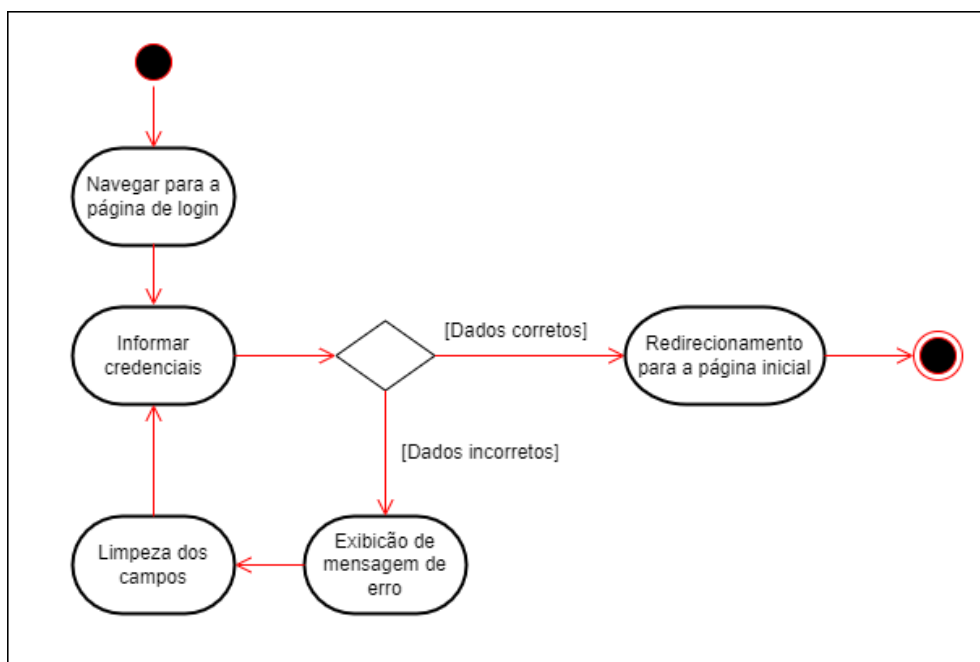 Navegar para a
página de login
Informar
credenciais
[Dados corretos]
Redirecionamento
para a página inicial
[Dados incorretos]
Exibicão de
mensagem de
erro
Limpeza dos
campos